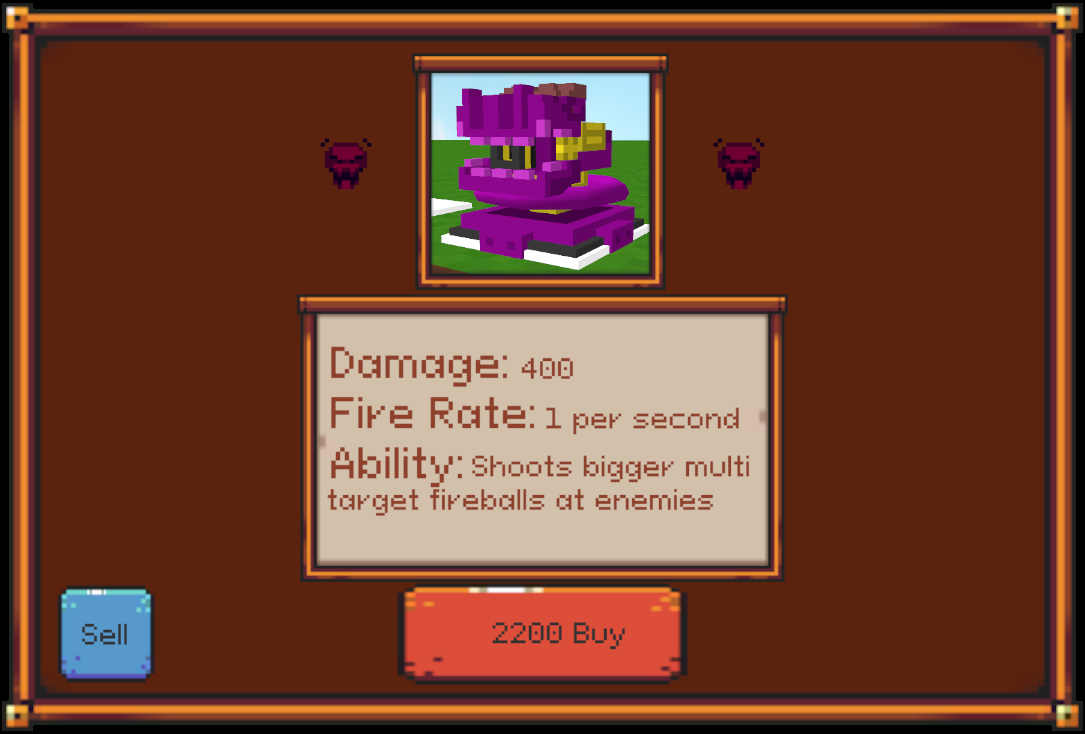 Damage: 400
Fire Rate: 1 per second
Ability: Shoots bigger multi
target fireballs at enemies
Sell
2200 Buy